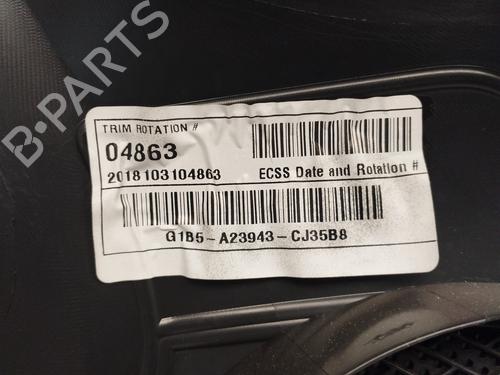 B-PARTS
TRIM ROTATION #
04863
2018103104863 ECSS Date and Rotation #
G1B5-A23943-CJ35B8